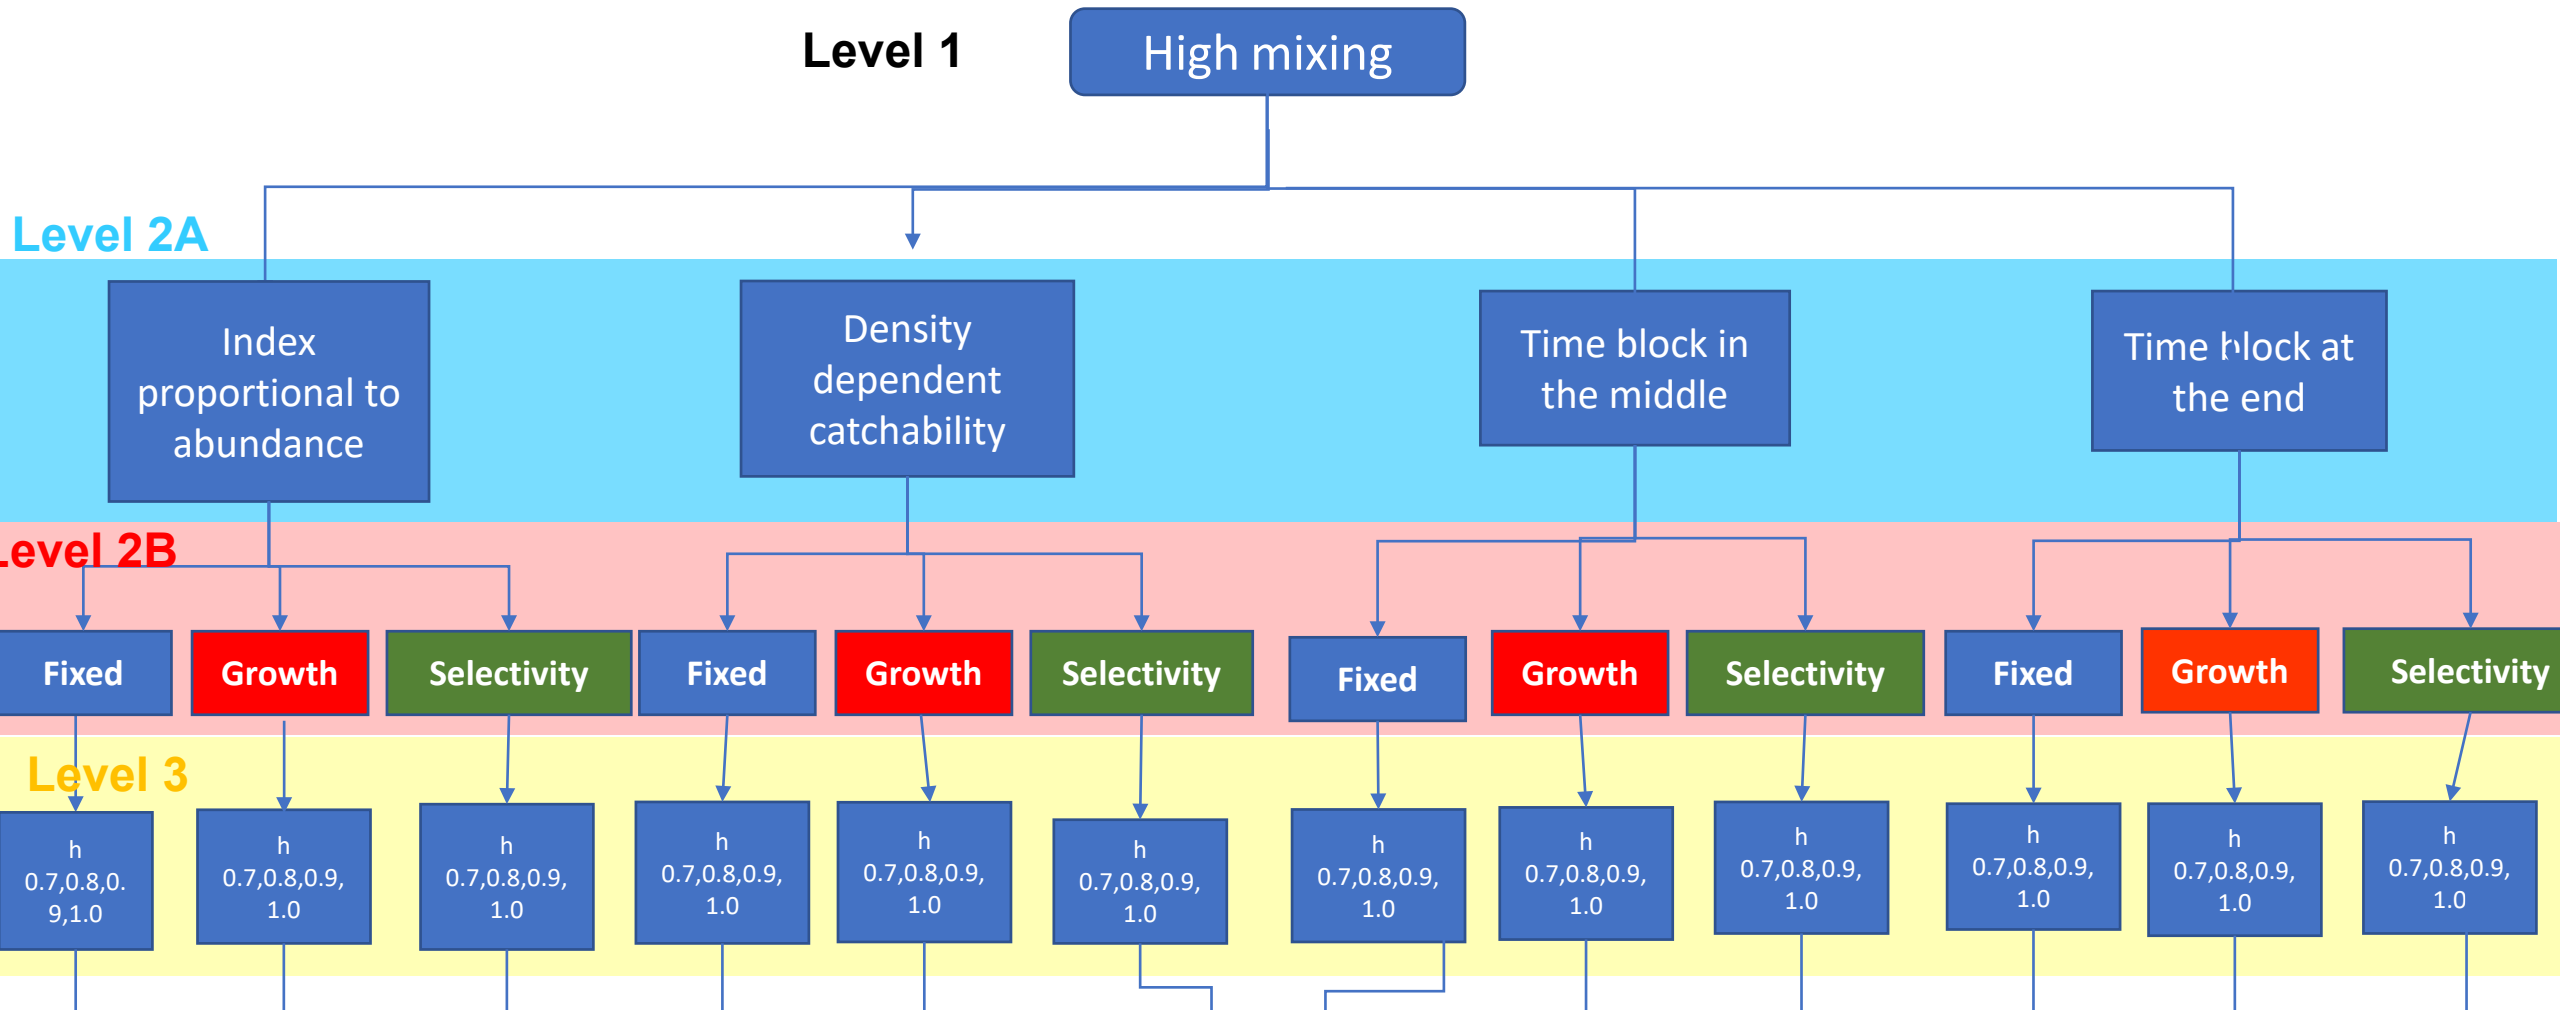 Level 1
High mixing
Level 2A
Index
proportional to
abundance
Density
dependent
catchability
Time block in
the middle
Time block at
the end
Level 2B
Fixed
Growth
Selectivity
Fixed
Growth
Selectivity
Fixed
Growth
Selectivity
Fixed
Growth
Selectivity
Level 3
h
0.7,0.8,0.
9,1.0
h
0.7,0.8,0.9,
1.0
h
0.7,0.8,0.9,
1.0
h
0.7,0.8,0.9,
1.0
h
0.7,0.8,0.9,
1.0
h
0.7,0.8,0.9,
1.0
h
0.7,0.8,0.9,
1.0
h
0.7,0.8,0.9,
1.0
h
0.7,0.8,0.9,
1.0
h
0.7,0.8,0.9,
1.0
h
0.7,0.8,0.9,
1.0
h
0.7,0.8,0.9,
1.0